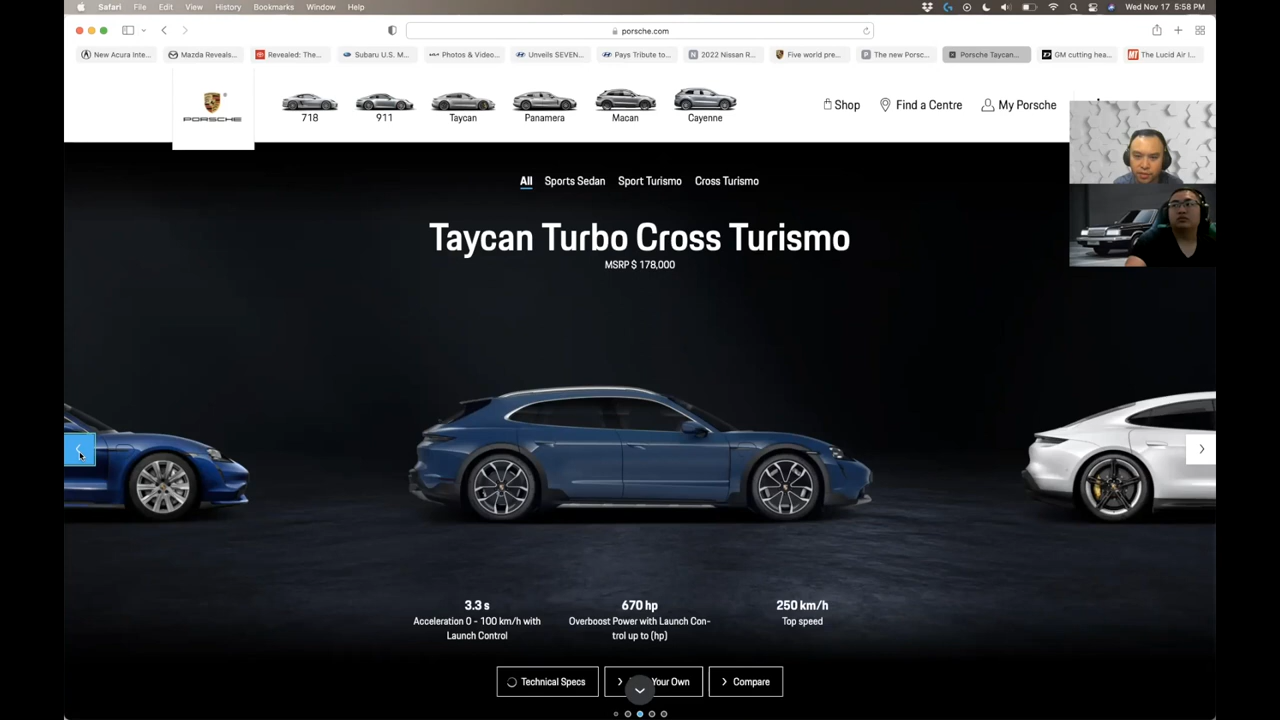 Safari File Edit View History Bookmarks Window Help
Wed Nov 17 5:58 PM
porsche.com
New Acura Inte... Mazda Reveals... Revealed: The... Subaru U.S. M... Photos & Video... Unveils SEVEN... Pays Tribute to... 2022 Nissan R... Five world pre... The new Porsc... Porsche Taycan... GM cutting hea... The Lucid Air I...
PORSCHE
718 911 Taycan Panamera Macan Cayenne
Shop Find a Centre My Porsche
All Sports Sedan Sport Turismo Cross Turismo
Taycan Turbo Cross Turismo
MSRP $ 178,000
3.3 s 670 hp 250 km/h
Acceleration 0 - 100 km/h with Overboost Power with Launch Con- Top speed
Launch Control trol up to (hp)
Technical Specs Your Own Compare